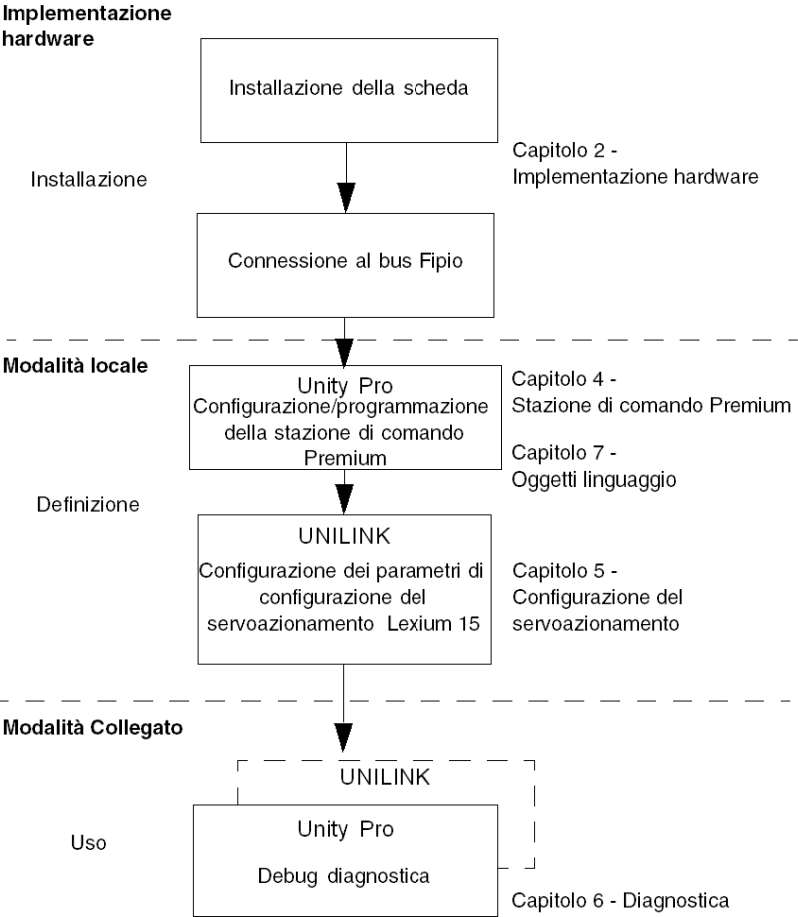 Implementazione
hardware
Installazione della scheda
Capitolo 2 -
Implementazione hardware
Installazione
Connessione al bus Fipio
Modalità locale
Unity Pro
Configurazione/programmazione
della stazione di comando
Premium
Capitolo 4 -
Stazione di comando Premium
Capitolo 7 -
Oggetti linguaggio
Definizione
UNILINK
Configurazione dei parametri di
configurazione del
servoazionamento Lexium 15
Capitolo 5 -
Configurazione del
servoazionamento
Modalità Collegato
UNILINK
Unity Pro
Uso
Debug diagnostica
Capitolo 6 - Diagnostica